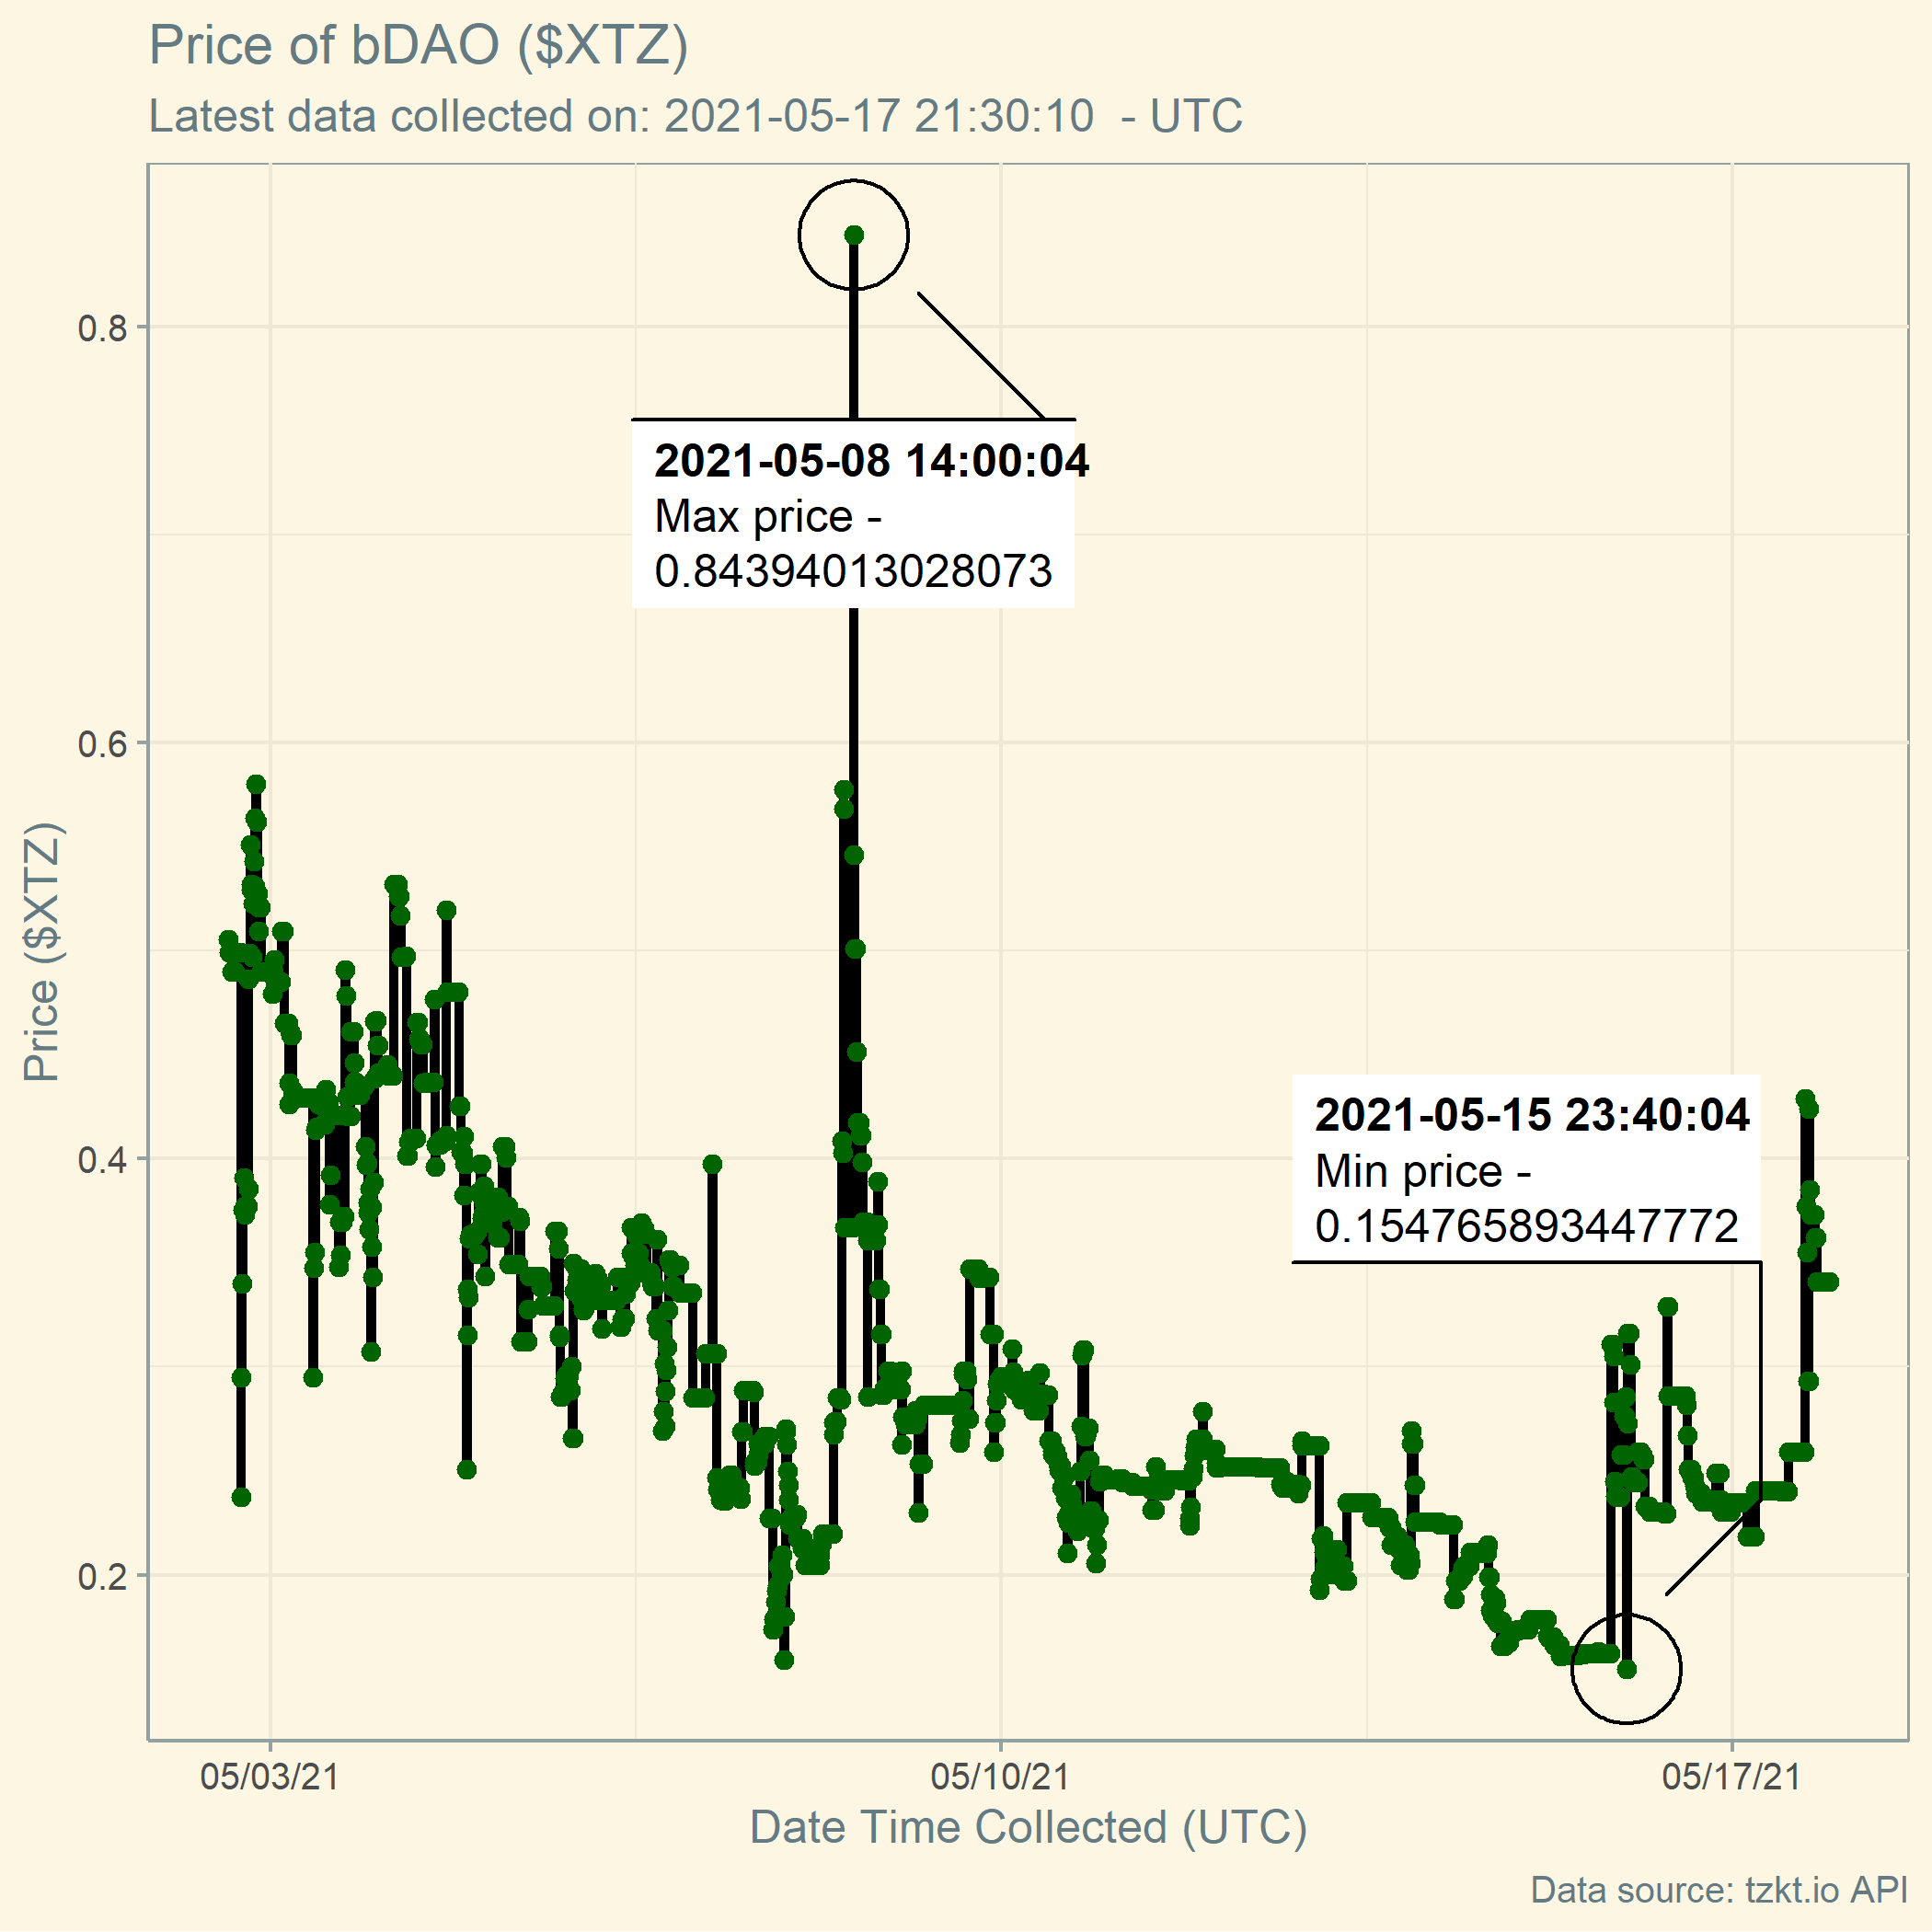 Price of bDAO ($XTZ)
Latest data collected on: 2021-05-17 21:30:10  - UTC
0.8
0.6
0.4
0.2
Price ($XTZ)
2021-05-08 14:00:04
Max price -
0.84394013028073
2021-05-15 23:40:04
Min price -
0.154765893447772
05/03/21
05/10/21
05/17/21
Date Time Collected (UTC)
Data source: tzkt.io API